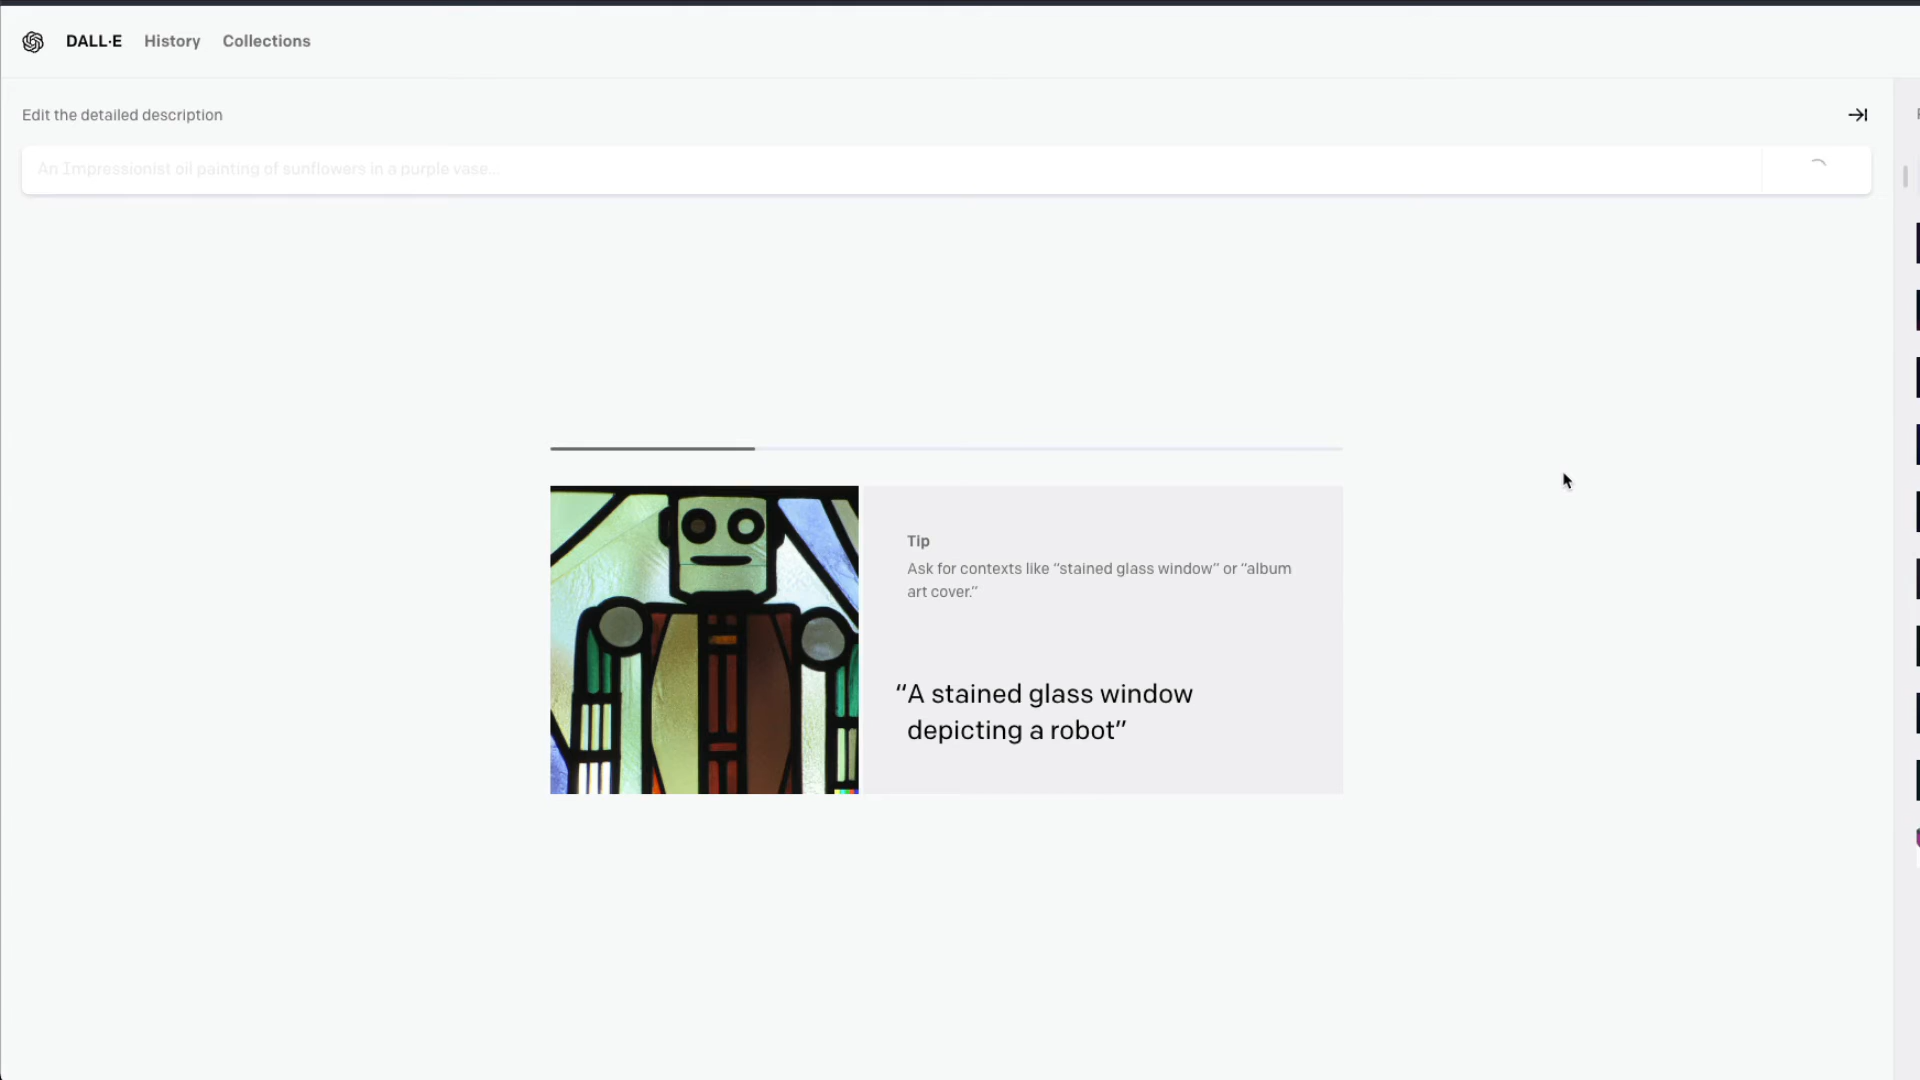 DALL·E History Collections
Edit the detailed description
An Impressionist oil painting of sunflowers in a purple vase...
Tip
Ask for contexts like “stained glass window” or “album
art cover.”
“A stained glass window
depicting a robot”